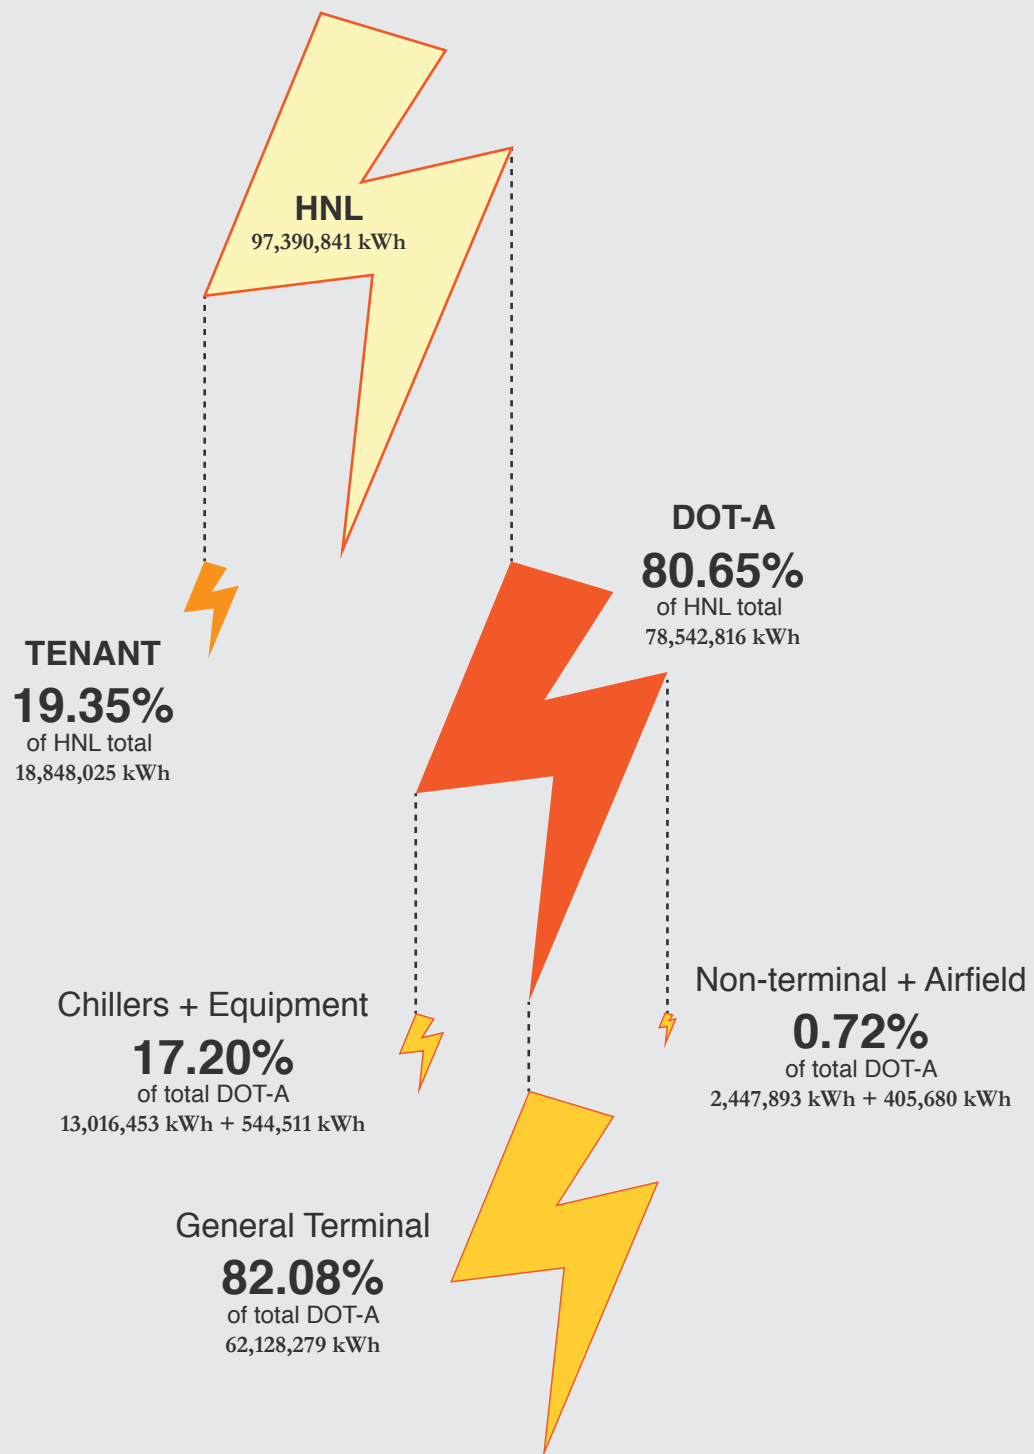 HNL
97,390,841 kWh
DOT-A
80.65%
of HNL total
78,542,816 kWh
TENANT
19.35%
of HNL total
18,848,025 kWh
Chillers + Equipment
17.20%
of total DOT-A
13,016,453 kWh + 544,511 kWh
Non-terminal + Airfield
0.72%
of total DOT-A
2,447,893 kWh + 405,680 kWh
General Terminal
82.08%
of total DOT-A
62,128,279 kWh